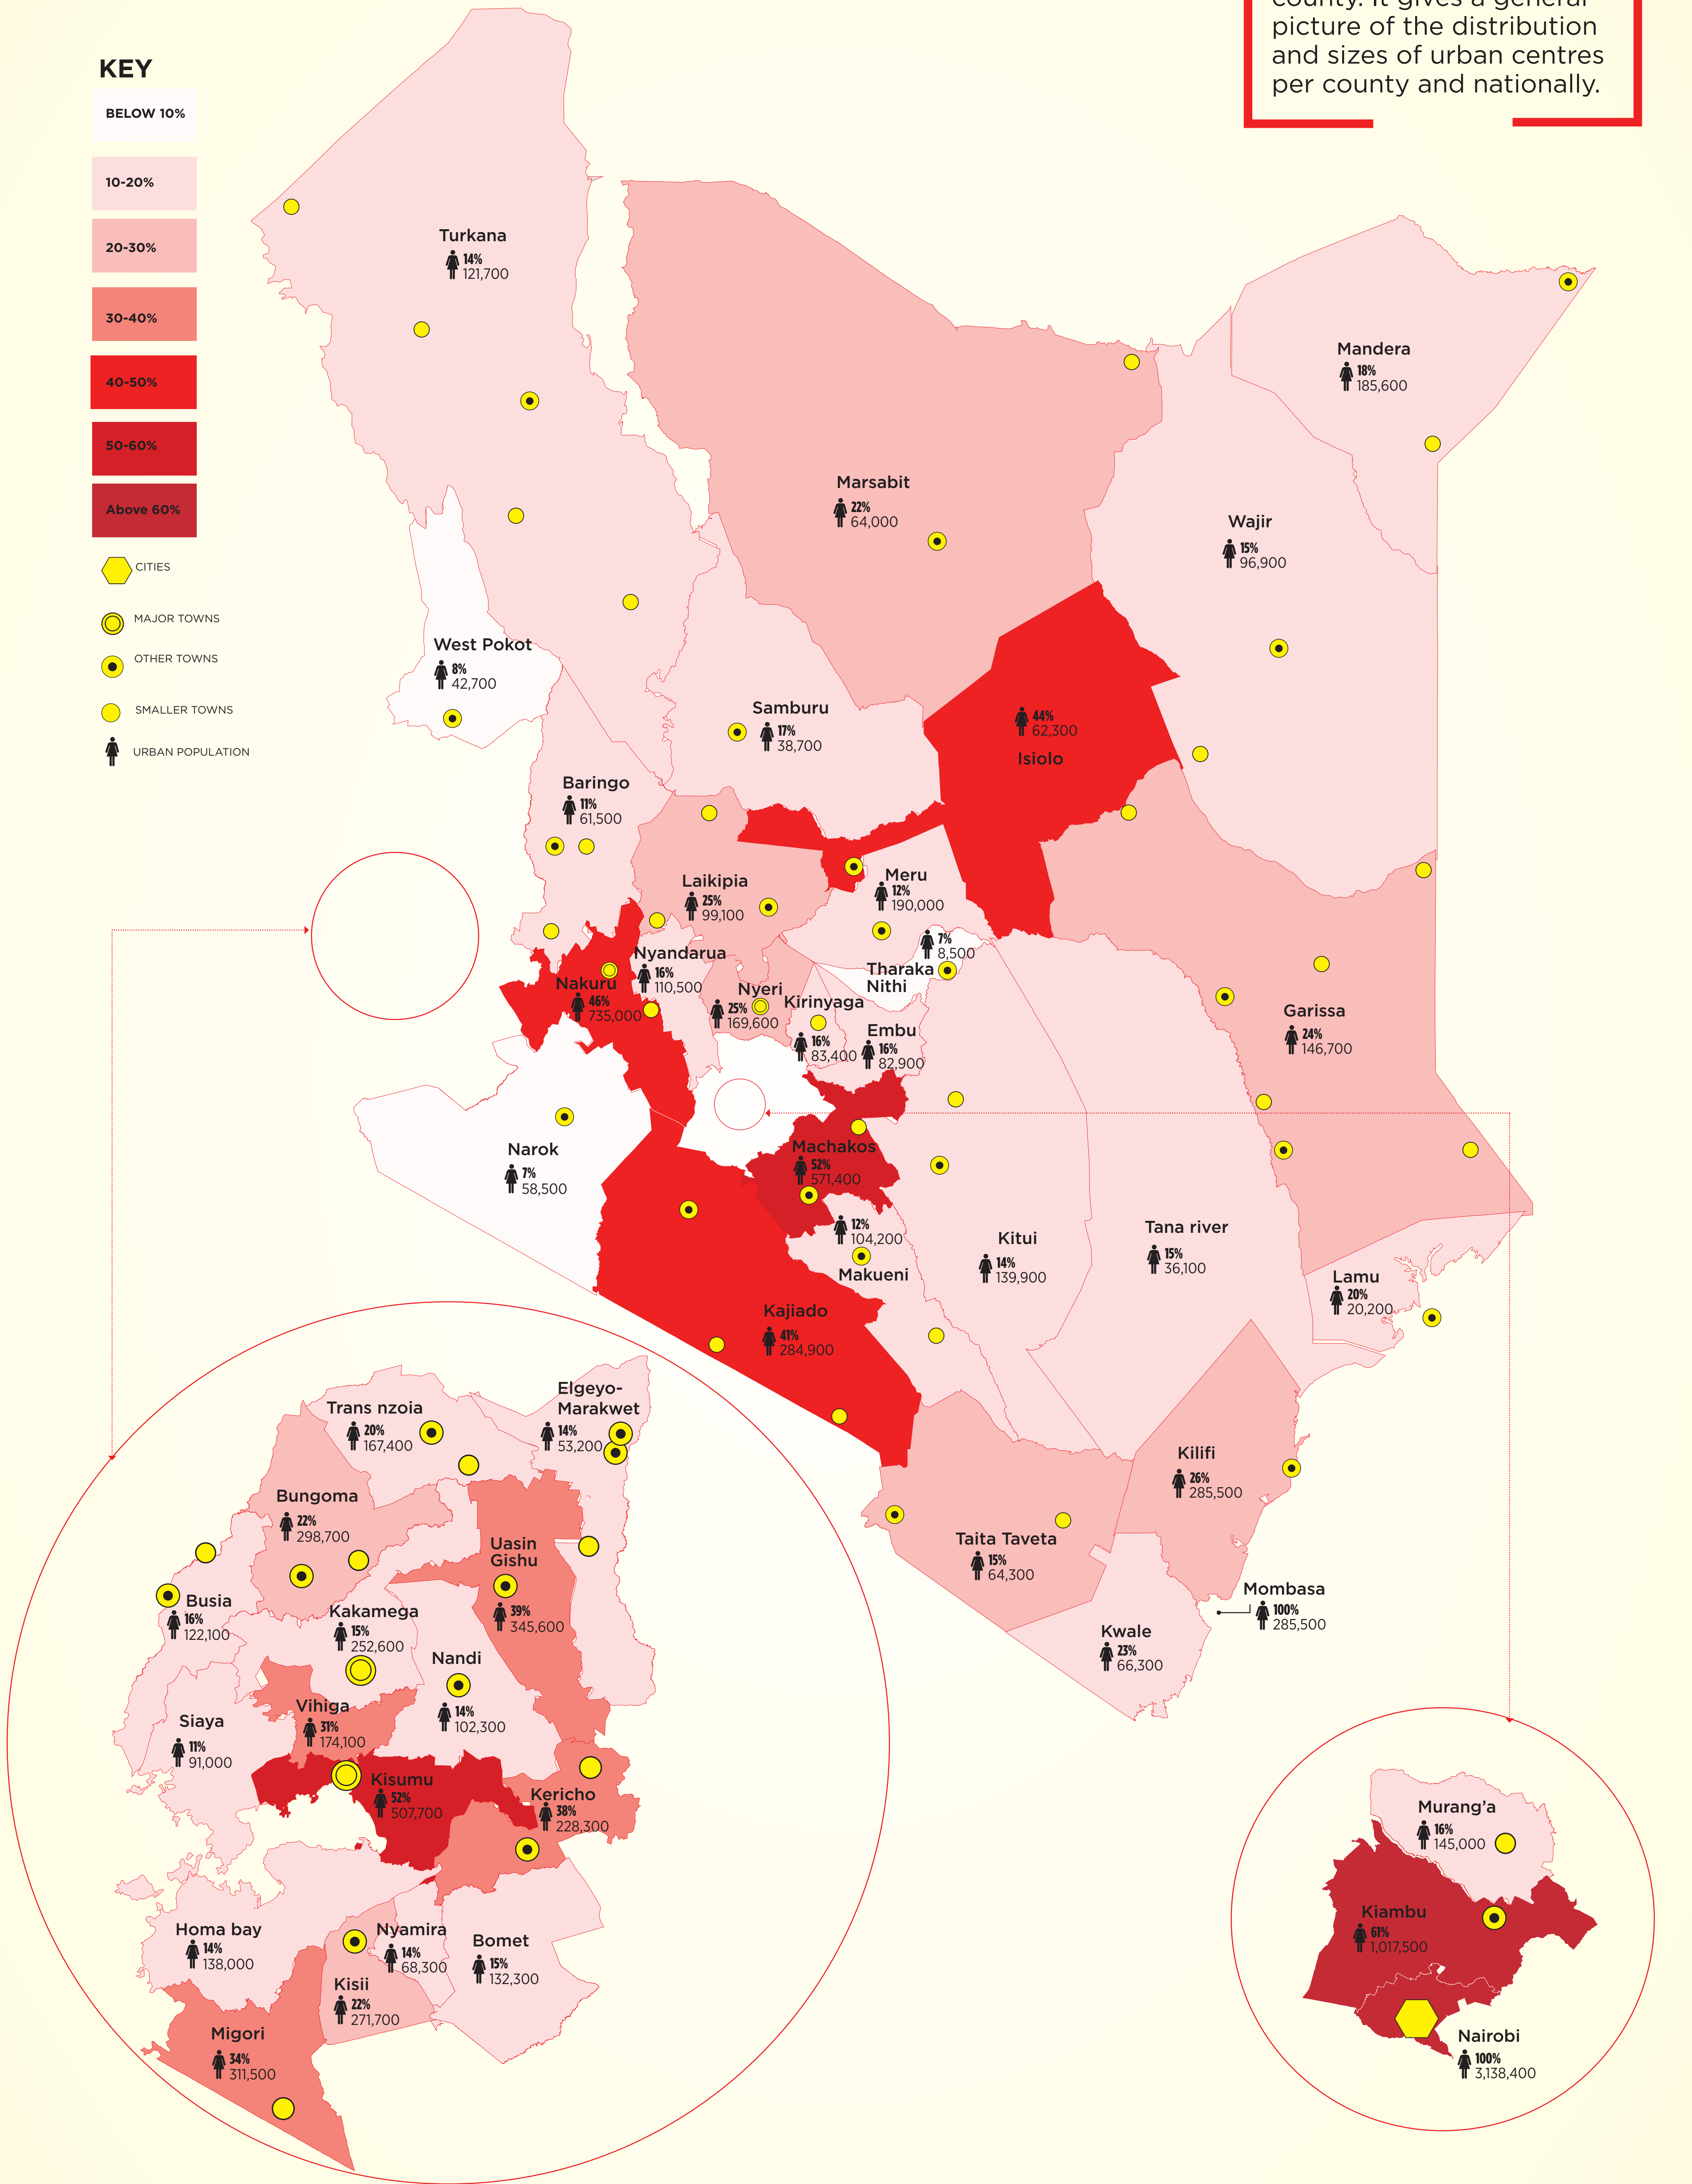 county. It gives a general
picture of the distribution
and sizes of urban centres
per county and nationally.
KEY
BELOW 10%
10-20%
20-30%
30-40%
40-50%
50-60%
Above 60%
CITIES
MAJOR TOWNS
OTHER TOWNS
SMALLER TOWNS
URBAN POPULATION
Turkana
14%
121,700
Mandera
18%
185,600
Marsabit
22%
64,000
Wajir
15%
96,900
West Pokot
8%
42,700
Samburu
17%
38,700
44%
62,300
Isiolo
Baringo
11%
61,500
Laikipia
25%
99,100
Meru
12%
190,000
7%
8,500
Tharaka
Nithi
Nyandarua
16%
110,500
Nakuru
46%
735,000
Nyeri
25%
169,600
Kirinyaga
16%
83,400
Embu
16%
82,900
Garissa
24%
146,700
Narok
7%
58,500
Machakos
52%
571,400
12%
104,200
Makueni
Kitui
14%
139,900
Tana river
15%
36,100
Lamu
20%
20,200
Kajiado
41%
284,900
Kilifi
26%
285,500
Taita Taveta
15%
64,300
Mombasa
100%
285,500
Kwale
23%
66,300
Trans nzoia
20%
167,400
Elgeyo-
Marakwet
14%
53,200
Bungoma
22%
298,700
Uasin
Gishu
39%
345,600
Busia
16%
122,100
Kakamega
15%
252,600
Nandi
14%
102,300
Vihiga
31%
174,100
Siaya
11%
91,000
Kisumu
52%
507,700
Kericho
38%
228,300
Homa bay
14%
138,000
Nyamira
14%
68,300
Bomet
15%
132,300
Kisii
22%
271,700
Migori
34%
311,500
Murang’a
16%
145,000
Kiambu
61%
1,017,500
Nairobi
100%
3,138,400